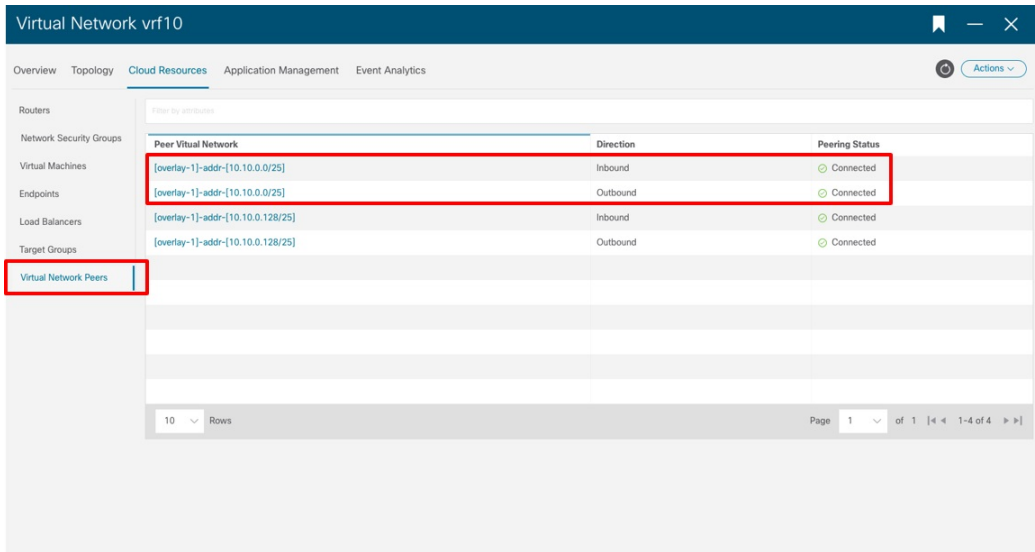 Virtual Network vrf10
Overview Topology Cloud Resources Application Management Event Analytics Actions
Routers
Network Security Groups
Virtual Machines
Endpoints
Load Balancers
Target Groups
Virtual Network Peers
Filter by attributes
Peer Vitual Network Direction Peering Status
[overlay-1]-addr-[10.10.0.0/25] Inbound Connected
[overlay-1]-addr-[10.10.0.0/25] Outbound Connected
[overlay-1]-addr-[10.10.0.128/25] Inbound Connected
[overlay-1]-addr-[10.10.0.128/25] Outbound Connected
10 Rows Page 1 of 1 1-4 of 4